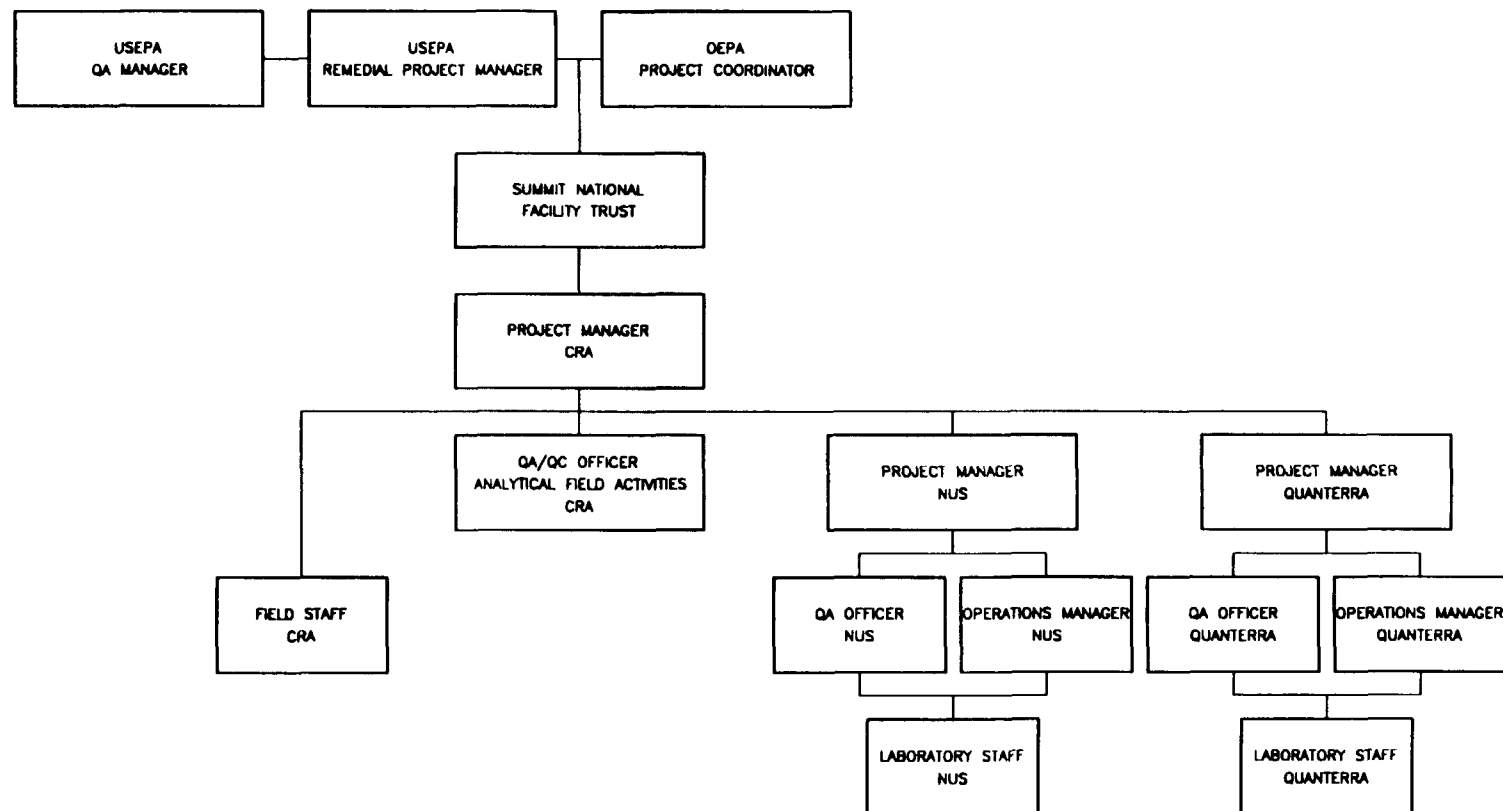 USEPA
QA MANAGER
USEPA
REMEDIAL PROJECT MANAGER
OEPA
PROJECT COORDINATOR
SUMMIT NATIONAL
FACILITY TRUST
PROJECT MANAGER
CRA
QA/QC OFFICER
ANALYTICAL FIELD ACTIVITIES
CRA
PROJECT MANAGER
NUS
PROJECT MANAGER
QUANTERRA
FIELD STAFF
CRA
QA OFFICER
NUS
OPERATIONS MANAGER
NUS
QA OFFICER
QUANTERRA
OPERATIONS MANAGER
QUANTERRA
LABORATORY STAFF
NUS
LABORATORY STAFF
QUANTERRA